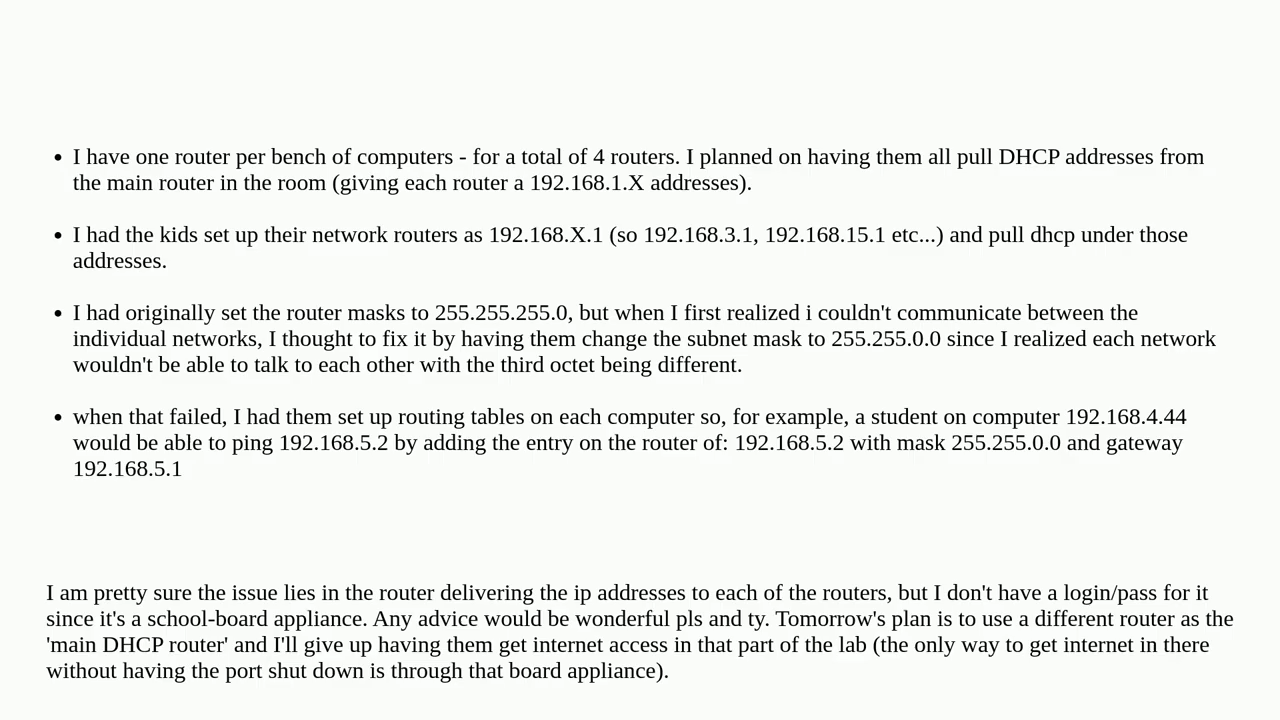 • I have one router per bench of computers - for a total of 4 routers. I planned on having them all pull DHCP addresses from
the main router in the room (giving each router a 192.168.1.X addresses).
• I had the kids set up their network routers as 192.168.X.1 (so 192.168.3.1, 192.168.15.1 etc...) and pull dhcp under those
addresses.
• I had originally set the router masks to 255.255.255.0, but when I first realized i couldn't communicate between the
individual networks, I thought to fix it by having them change the subnet mask to 255.255.0.0 since I realized each network
wouldn't be able to talk to each other with the third octet being different.
• when that failed, I had them set up routing tables on each computer so, for example, a student on computer 192.168.4.44
would be able to ping 192.168.5.2 by adding the entry on the router of: 192.168.5.2 with mask 255.255.0.0 and gateway
192.168.5.1
I am pretty sure the issue lies in the router delivering the ip addresses to each of the routers, but I don't have a login/pass for it
since it's a school-board appliance. Any advice would be wonderful pls and ty. Tomorrow's plan is to use a different router as the
'main DHCP router' and I'll give up having them get internet access in that part of the lab (the only way to get internet in there
without having the port shut down is through that board appliance).